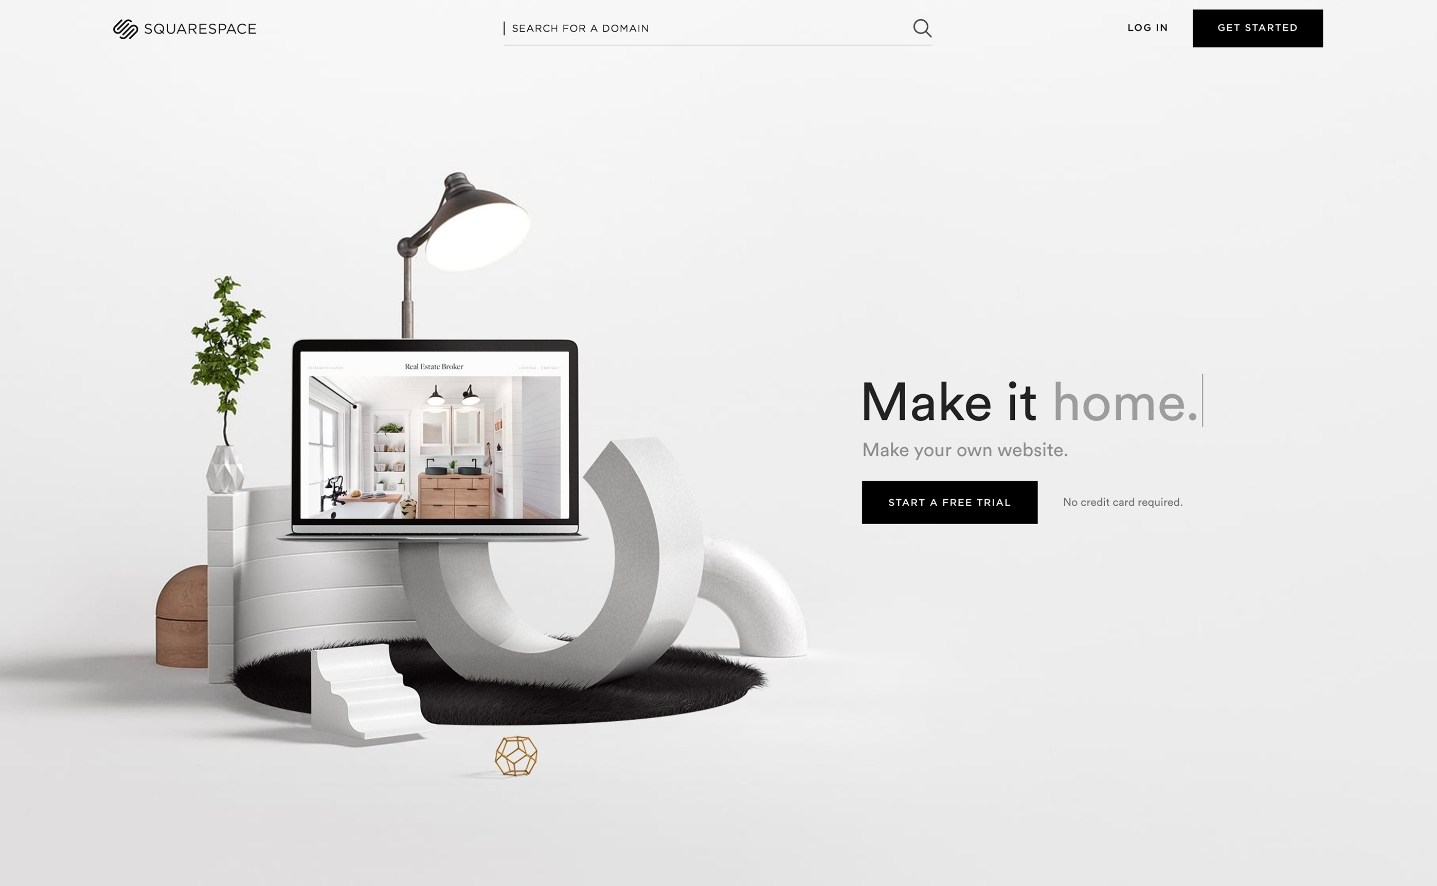 SQUARESPACE
SEARCH FOR A DOMAIN
LOG IN
GET STARTED
Real Estate Broker
Make it home.
Make your own website.
START A FREE TRIAL
No credit card required.